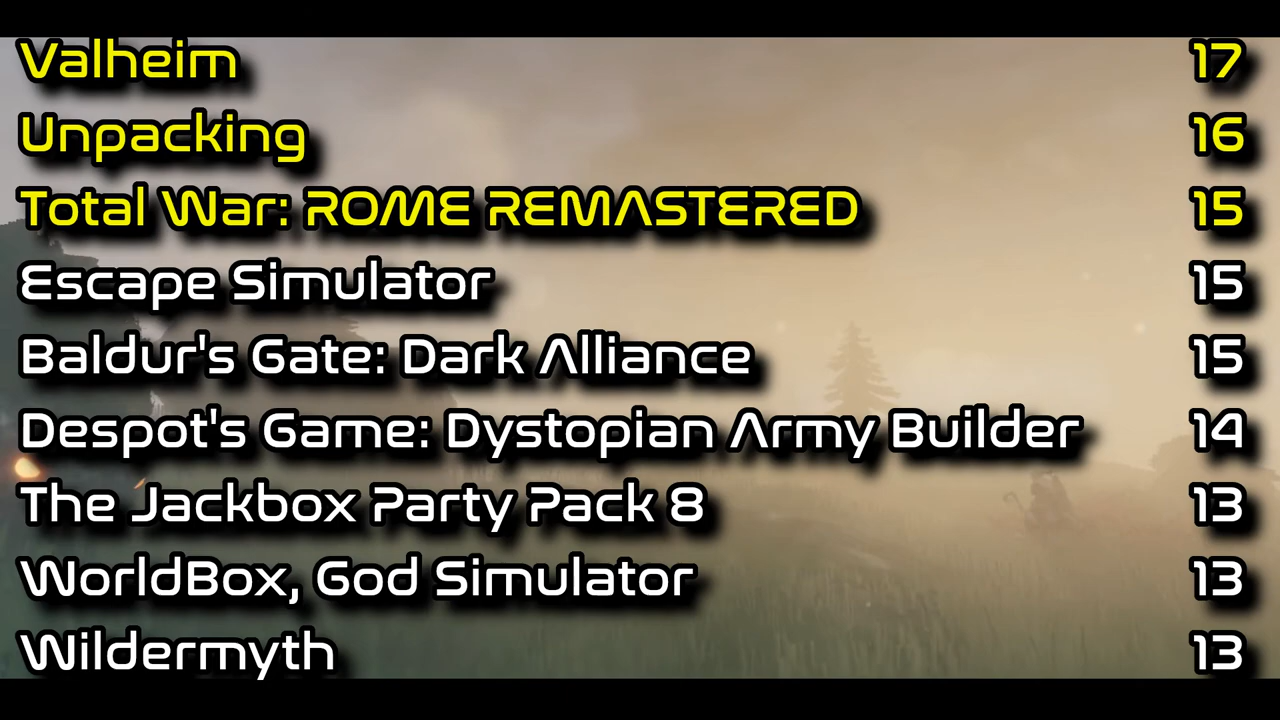 Valheim 17
Unpacking 16
Total War: ROME REMASTERED 15
Escape Simulator 15
Baldur's Gate: Dark Alliance 15
Despot's Game: Dystopian Army Builder 14
The Jackbox Party Pack 8 13
WorldBox, God Simulator 13
Wildermyth 13